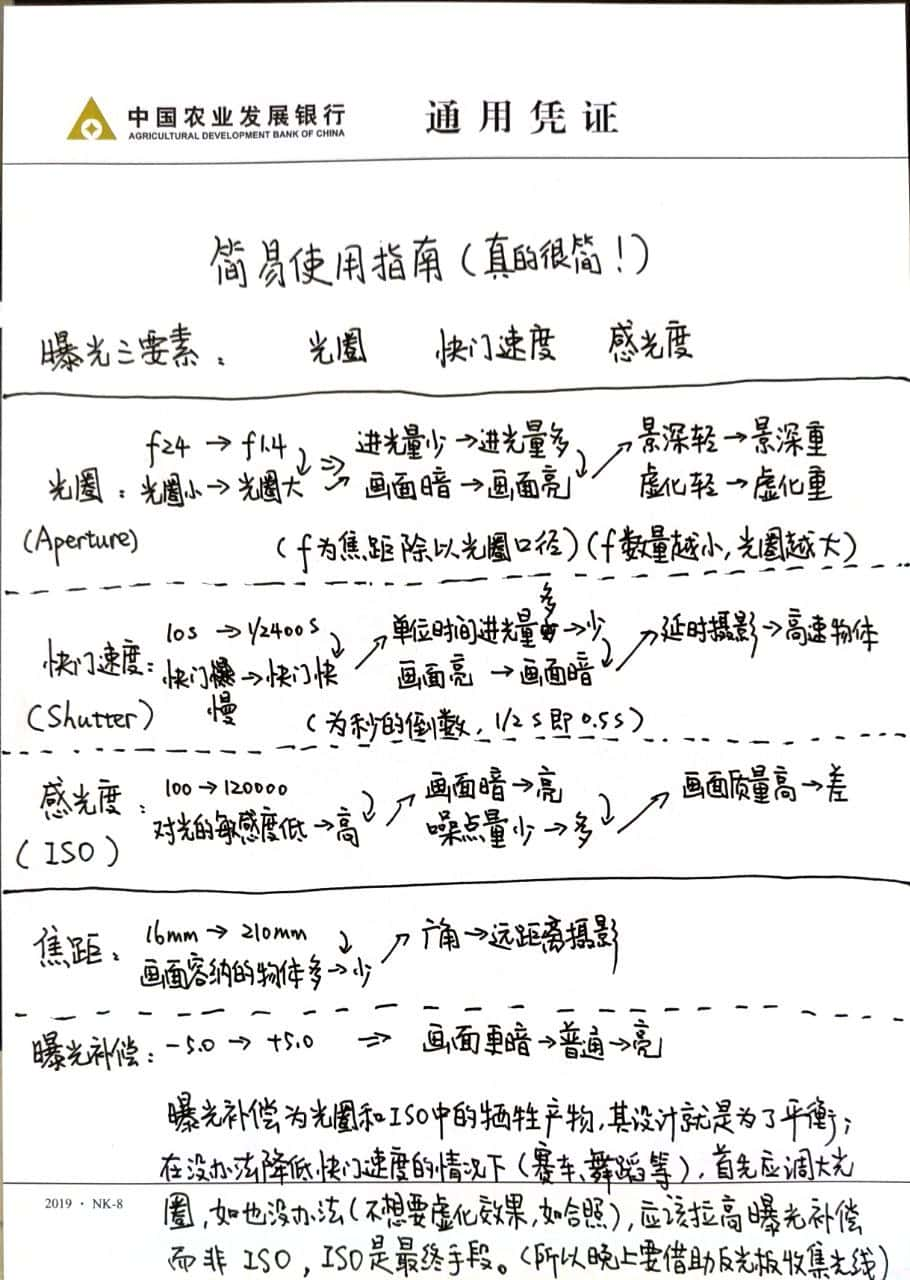 中国农业发展银行 通用凭证
AGRICULTURAL DEVELOPMENT BANK OF CHINA
简易使用指南(真的很简!)
曝光三要素: 光圈 快门速度 感光度
f24 → f1.4 进光量少→进光量多 景深轻→景深重
光圈: 光圈小→光圈大 画面暗→画面亮 虚化轻→虚化重
(Aperture) (f为焦距除以光圈口径)(f数量越小,光圈越大)
10s → 1/2400s 单位时间进光量多→少 延时摄影→高速物体
快门速度: 快门慢→快门快 画面亮→画面暗
(Shutter) (为秒的倒数, 1/2 s 即 0.5s)
感光度: 100→120000 画面暗→亮 画面质量高→差
(ISO) 对光的敏感度低→高 噪点量少→多
焦距: 16mm → 210mm 广角→远距离摄影
画面容纳的物体多→少
曝光补偿: -5.0 → +5.0 => 画面更暗→普通→亮
曝光补偿为光圈和ISO中的牺牲产物,其设计就是为了平衡;
在没办法降低快门速度的情况下(赛车、舞蹈等),首先应调大光
2019 · NK-8
圈,如也没办法(不想要虚化效果,如合照),应该拉高曝光补偿
而非 ISO, ISO是最终手段。(所以晚上要借助反光板收集光线)